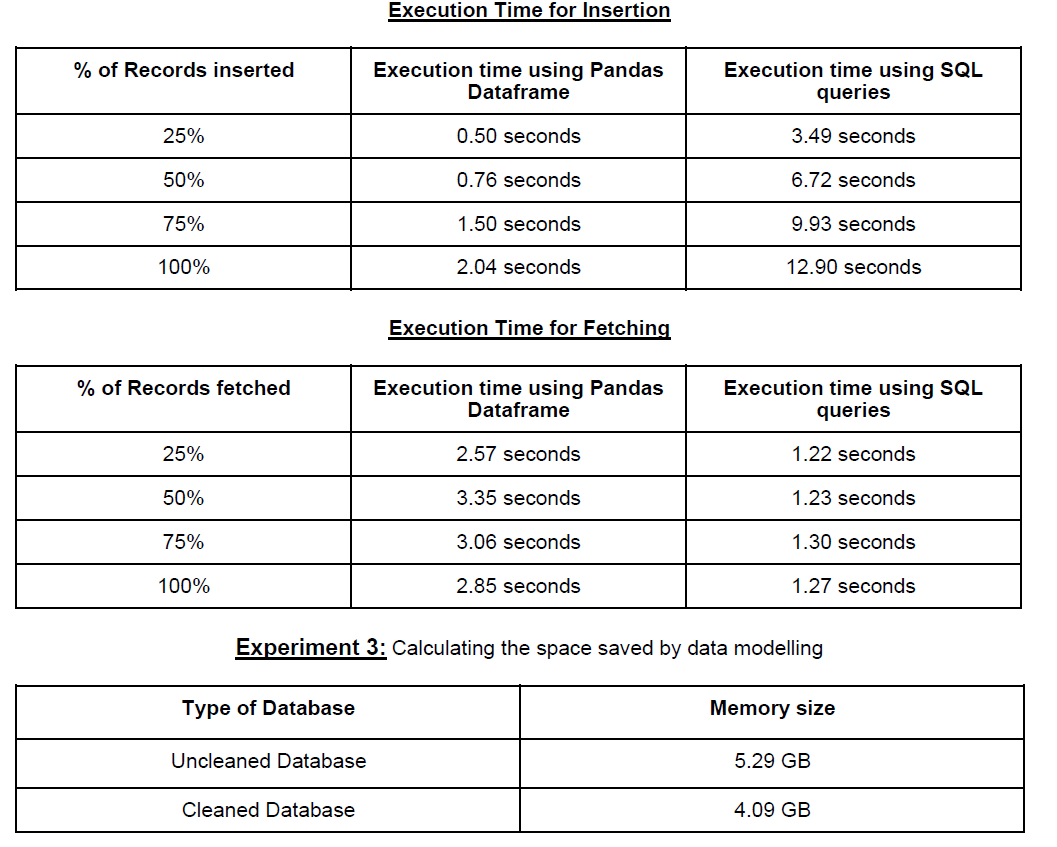 Execution Time for Insertion
% of Records inserted Execution time using Pandas Dataframe Execution time using SQL queries
25% 0.50 seconds 3.49 seconds
50% 0.76 seconds 6.72 seconds
75% 1.50 seconds 9.93 seconds
100% 2.04 seconds 12.90 seconds
Execution Time for Fetching
% of Records fetched Execution time using Pandas Dataframe Execution time using SQL queries
25% 2.57 seconds 1.22 seconds
50% 3.35 seconds 1.23 seconds
75% 3.06 seconds 1.30 seconds
100% 2.85 seconds 1.27 seconds
Experiment 3: Calculating the space saved by data modelling
Type of Database Memory size
Uncleaned Database 5.29 GB
Cleaned Database 4.09 GB